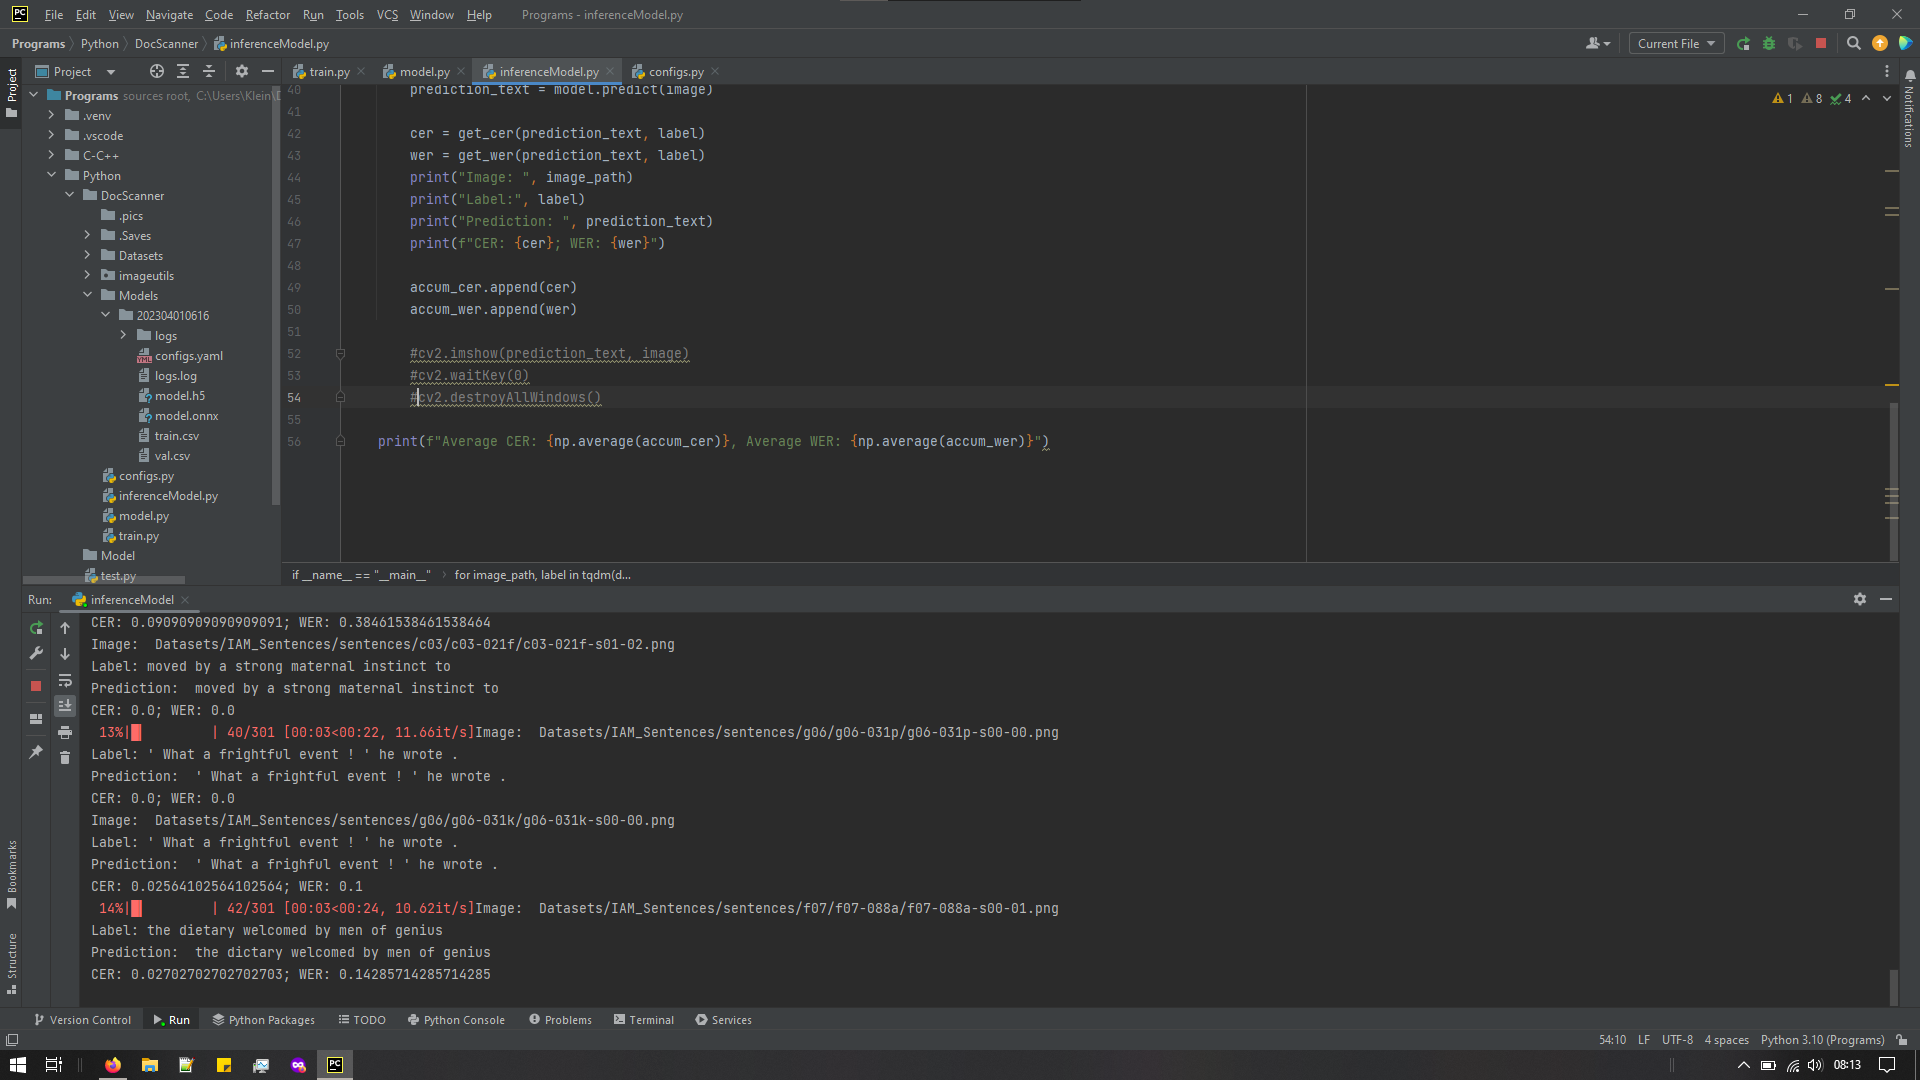 PC File Edit View Navigate Code Refactor Run Tools VCS Window Help Programs - inferenceModel.py
Programs Python DocScanner inferenceModel.py Current File
Project train.py model.py inferenceModel.py configs.py
Project
Notifications
Bookmarks
Structure
Programs sources root, C:\Users\Klein\D
.venv
.vscode
C-C++
Python
DocScanner
.pics
.Saves
Datasets
imageutils
Models
202304010616
logs
configs.yaml
logs.log
model.h5
model.onnx
train.csv
val.csv
configs.py
inferenceModel.py
model.py
train.py
Model
test.py
1 8 4
40 prediction_text = model.predict(image)
41
42 cer = get_cer(prediction_text, label)
43 wer = get_wer(prediction_text, label)
44 print("Image: ", image_path)
45 print("Label:", label)
46 print("Prediction: ", prediction_text)
47 print(f"CER: {cer}; WER: {wer}")
48
49 accum_cer.append(cer)
50 accum_wer.append(wer)
51
52 #cv2.imshow(prediction_text, image)
53 #cv2.waitKey(0)
54 #cv2.destroyAllWindows()
55
56 print(f"Average CER: {np.average(accum_cer)}, Average WER: {np.average(accum_wer)}")
if __name__ == "__main__" for image_path, label in tqdm(d...
Run: inferenceModel
CER: 0.09090909090909091; WER: 0.38461538461538464
Image:  Datasets/IAM_Sentences/sentences/c03/c03-021f/c03-021f-s01-02.png
Label: moved by a strong maternal instinct to
Prediction:  moved by a strong maternal instinct to
CER: 0.0; WER: 0.0
13%| | 40/301 [00:03<00:22, 11.66it/s]Image:  Datasets/IAM_Sentences/sentences/g06/g06-031p/g06-031p-s00-00.png
Label: ' What a frightful event ! ' he wrote .
Prediction:  ' What a frightful event ! ' he wrote .
CER: 0.0; WER: 0.0
Image:  Datasets/IAM_Sentences/sentences/g06/g06-031k/g06-031k-s00-00.png
Label: ' What a frightful event ! ' he wrote .
Prediction:  ' What a frighful event ! ' he wrote .
CER: 0.02564102564102564; WER: 0.1
14%| | 42/301 [00:03<00:24, 10.62it/s]Image:  Datasets/IAM_Sentences/sentences/f07/f07-088a/f07-088a-s00-01.png
Label: the dietary welcomed by men of genius
Prediction:  the dictary welcomed by men of genius
CER: 0.02702702702702703; WER: 0.14285714285714285
Version Control Run Python Packages TODO Python Console Problems Terminal Services
54:10 LF UTF-8 4 spaces Python 3.10 (Programs)
PC 08:13